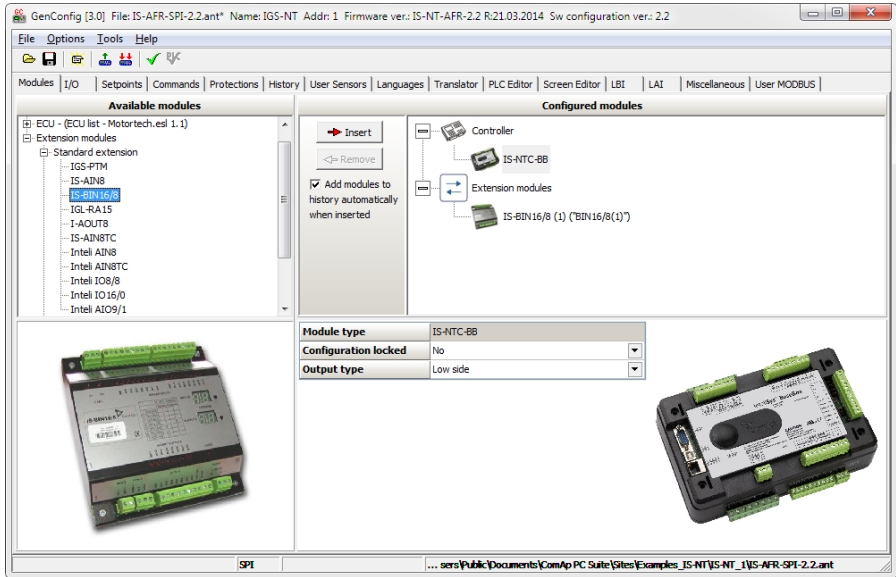 GenConfig [3.0] File: IS-AFR-SPI-2.2.ant* Name: IGS-NT Addr: 1 Firmware ver.: IS-NT-AFR-2.2 R:21.03.2014 Sw configuration ver.: 2.2
File Options Tools Help
Modules I/O Setpoints Commands Protections History User Sensors Languages Translator PLC Editor Screen Editor LBI LAI Miscellaneous User MODBUS
Available modules
ECU - (ECU list - Motortech.esl 1.1)
Extension modules
Standard extension
IGS-PTM
IS-AIN8
IS-BIN16/8
IGL-RA15
I-AOUT8
IS-AIN8TC
Inteli AIN8
Inteli AIN8TC
Inteli IO8/8
Inteli IO16/0
Inteli AIO9/1
Insert
Remove
Add modules to
history automatically
when inserted
Configured modules
Controller
IS-NTC-BB
Extension modules
IS-BIN16/8 (1) ("BIN16/8(1)")
Module type IS-NTC-BB
Configuration locked No
Output type Low side
SPI
... sers\Public\Documents\ComAp PC Suite\Sites\Examples_IS-NT\IS-NT_1\IS-AFR-SPI-2.2.ant